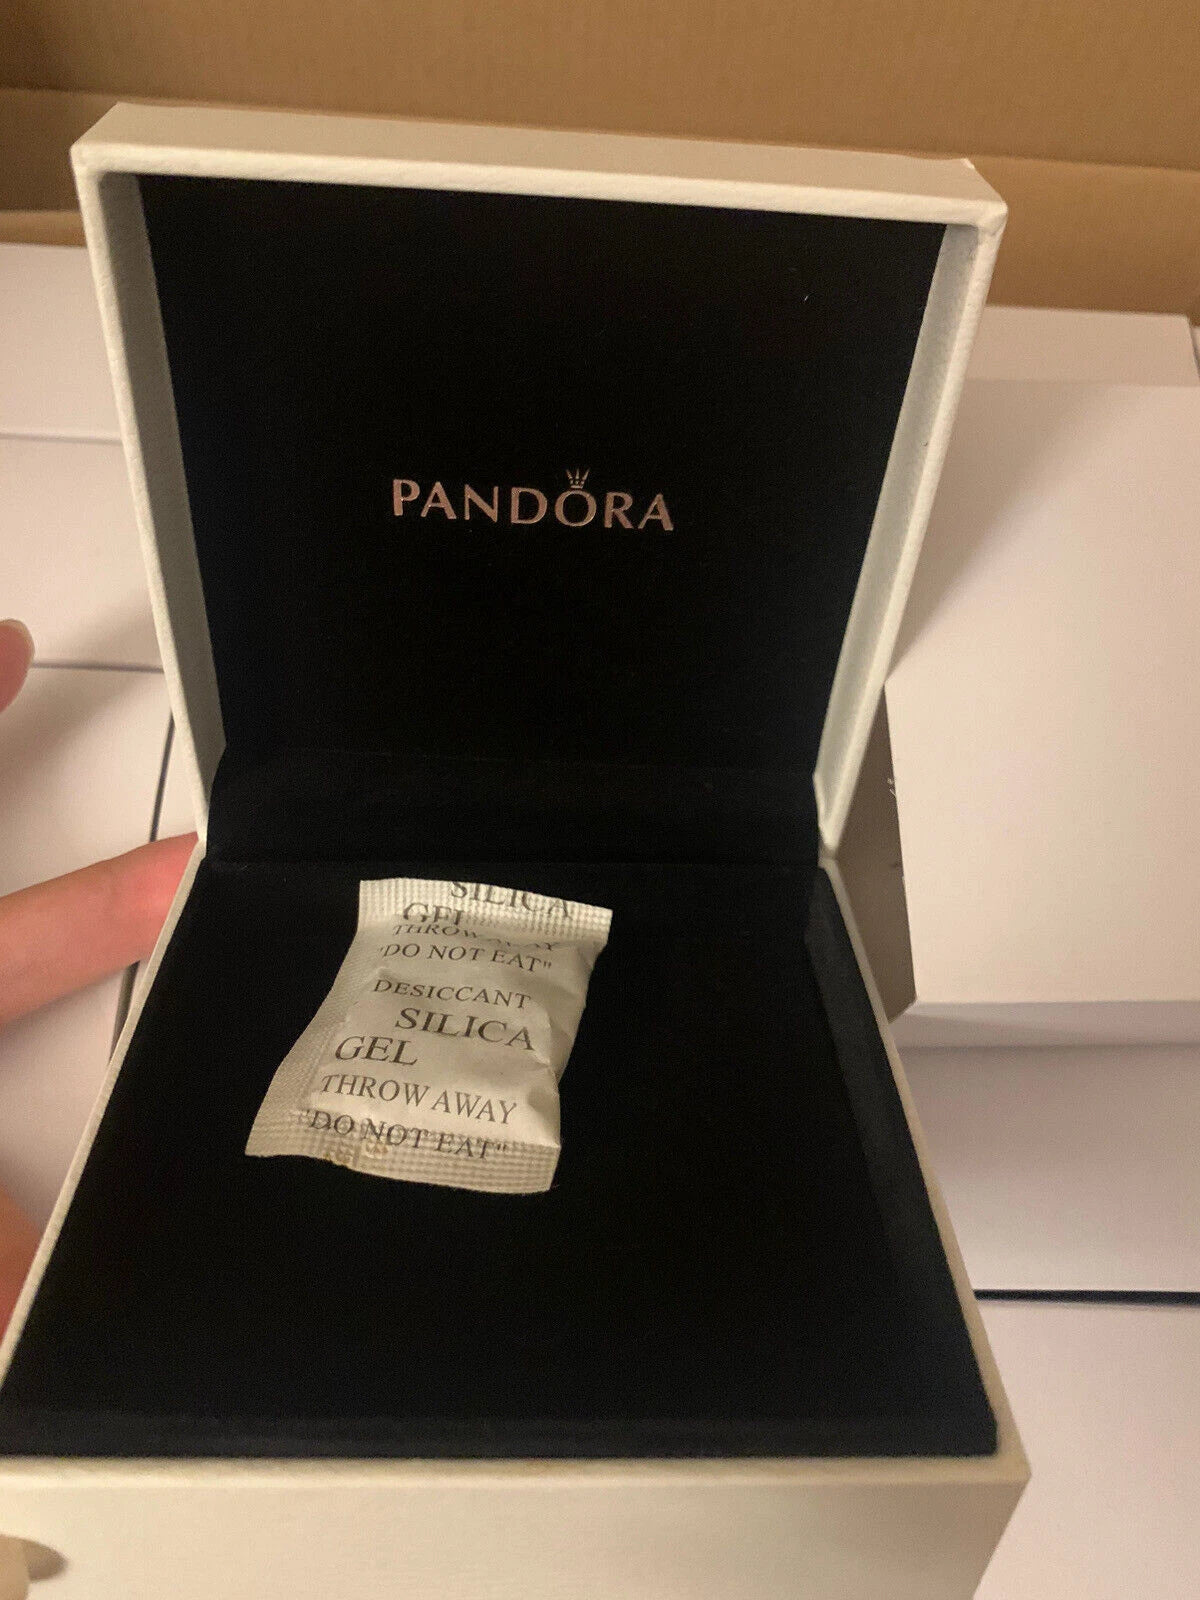 PANDORA
SILICA
GEL
THROW AWAY
"DO NOT EAT"
DESICCANT
SILICA
GEL
THROW AWAY
"DO NOT EAT"